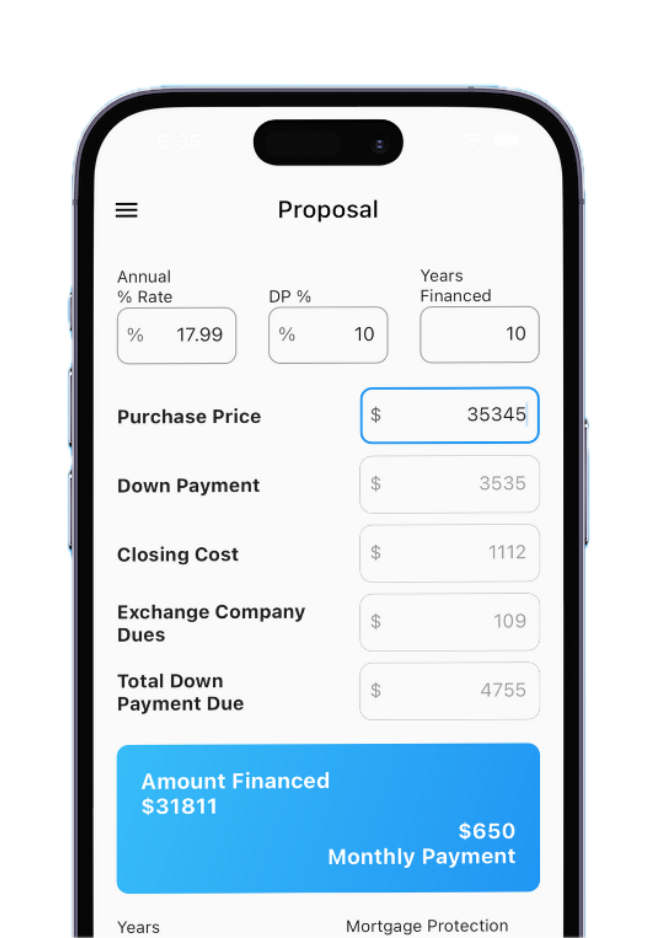 6:35
Proposal
Annual
% Rate
DP %
Years
Financed
% 17.99
% 10
10
Purchase Price
$ 35345
Down Payment
$ 3535
Closing Cost
$ 1112
Exchange Company
Dues
$ 109
Total Down
Payment Due
$ 4755
Amount Financed
$31811
$650
Monthly Payment
Years
Mortgage Protection